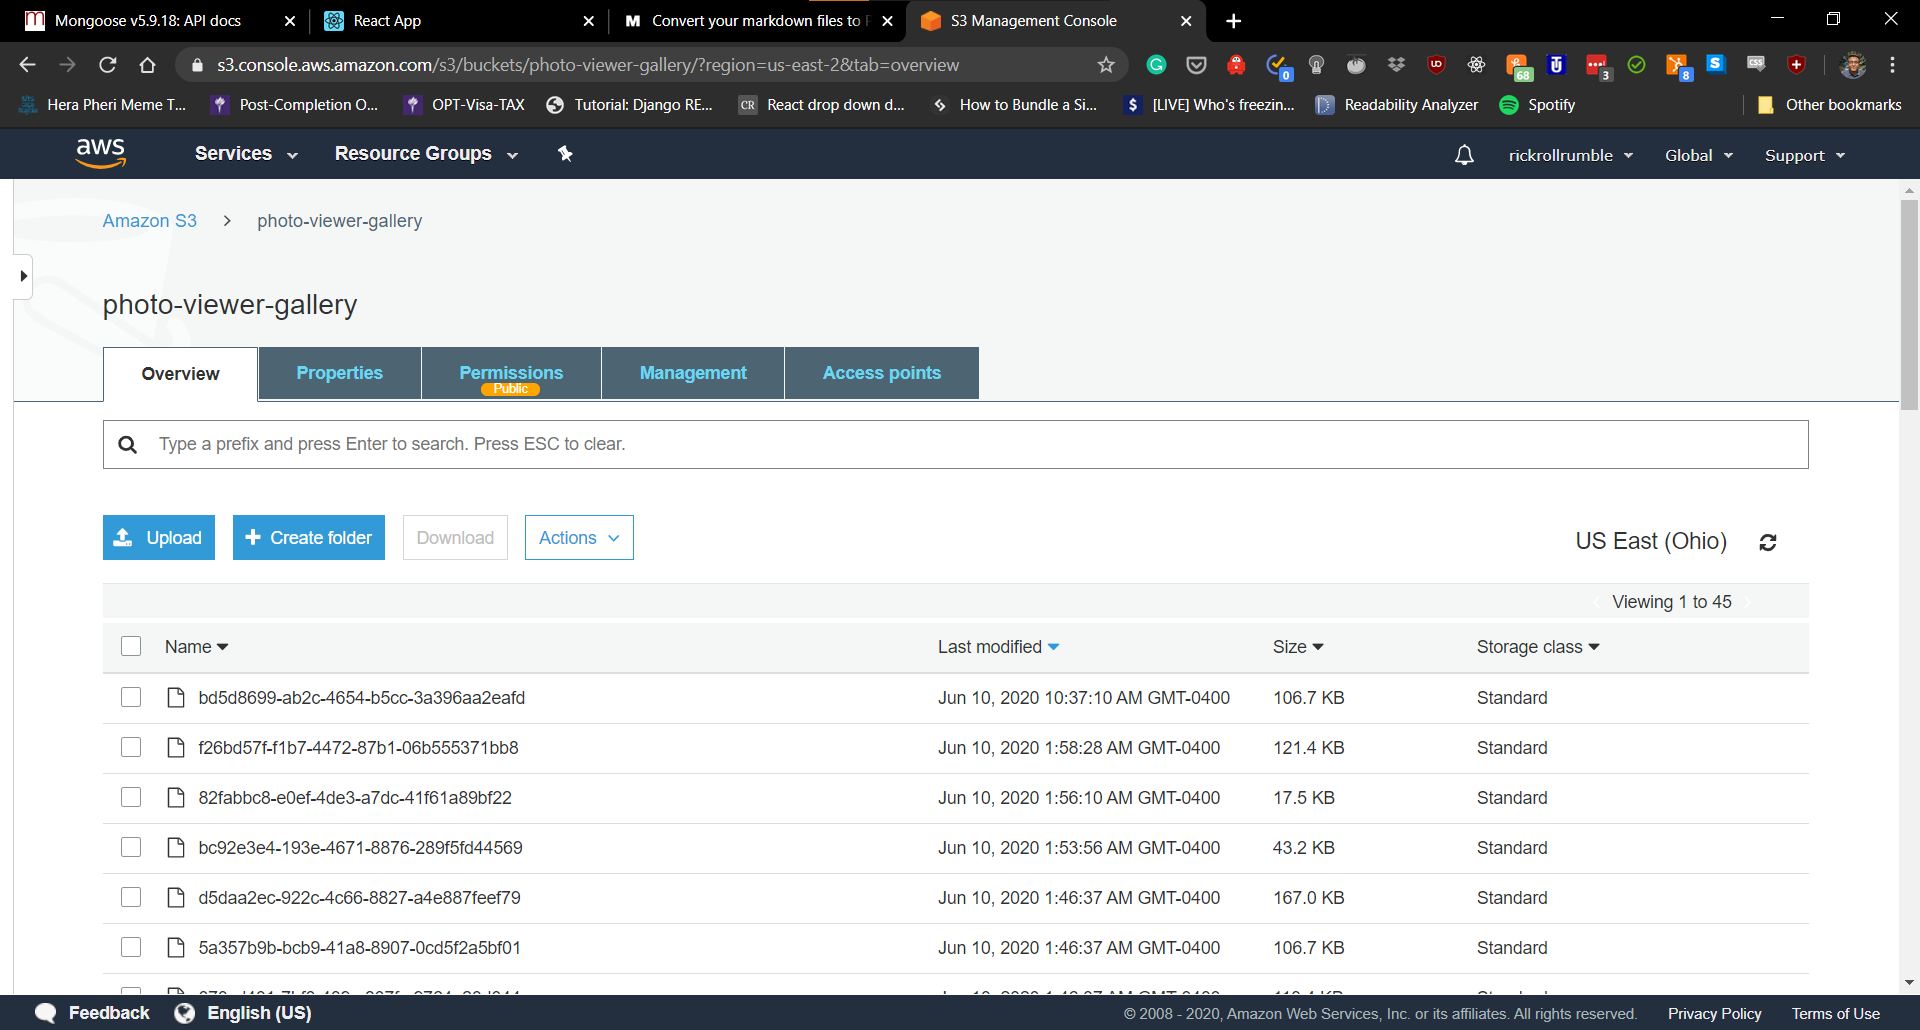 Mongoose v5.9.18: API docs
React App
Convert your markdown files to
S3 Management Console
s3.console.aws.amazon.com/s3/buckets/photo-viewer-gallery/?region=us-east-2&tab=overview
0
68
3
8
Hera Pheri Meme T...
Post-Completion O...
OPT-Visa-TAX
Tutorial: Django RE...
CR
React drop down d...
How to Bundle a Si...
$
[LIVE] Who's freezin...
Readability Analyzer
Spotify
Other bookmarks
aws
Services
Resource Groups
rickrollrumble
Global
Support
Amazon S3 > photo-viewer-gallery
photo-viewer-gallery
Overview
Properties
Permissions
Public
Management
Access points
Type a prefix and press Enter to search. Press ESC to clear.
Upload
+ Create folder
Download
Actions
US East (Ohio)
Viewing 1 to 45
Name Last modified Size Storage class
bd5d8699-ab2c-4654-b5cc-3a396aa2eafd Jun 10, 2020 10:37:10 AM GMT-0400 106.7 KB Standard
f26bd57f-f1b7-4472-87b1-06b555371bb8 Jun 10, 2020 1:58:28 AM GMT-0400 121.4 KB Standard
82fabbc8-e0ef-4de3-a7dc-41f61a89bf22 Jun 10, 2020 1:56:10 AM GMT-0400 17.5 KB Standard
bc92e3e4-193e-4671-8876-289f5fd44569 Jun 10, 2020 1:53:56 AM GMT-0400 43.2 KB Standard
d5daa2ec-922c-4c66-8827-a4e887feef79 Jun 10, 2020 1:46:37 AM GMT-0400 167.0 KB Standard
5a357b9b-bcb9-41a8-8907-0cd5f2a5bf01 Jun 10, 2020 1:46:37 AM GMT-0400 106.7 KB Standard
Feedback
English (US)
© 2008 - 2020, Amazon Web Services, Inc. or its affiliates. All rights reserved.
Privacy Policy
Terms of Use